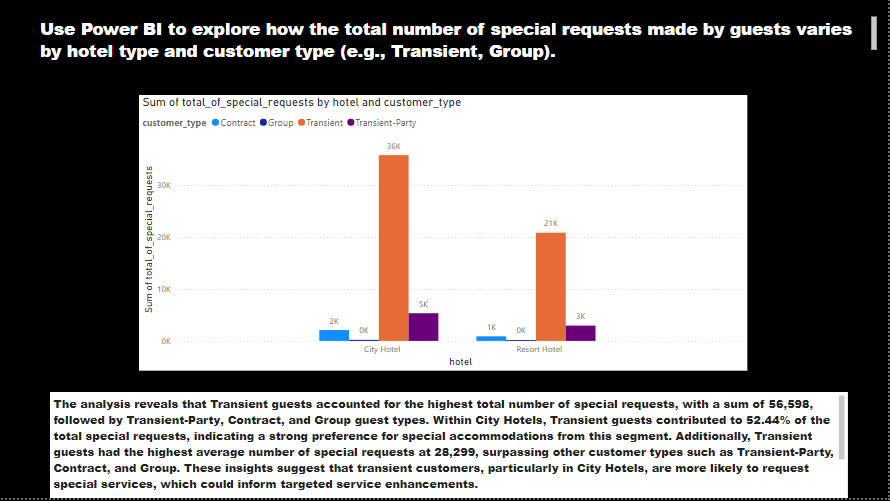 Use Power BI to explore how the total number of special requests made by guests varies
by hotel type and customer type (e.g., Transient, Group).
Sum of total_of_special_requests by hotel and customer_type
customer_type Contract Group Transient Transient-Party
Sum of total_of_special_requests
30K
20K
10K
0K
2K
0K
36K
5K
1K
0K
21K
3K
City Hotel
Resort Hotel
hotel
The analysis reveals that Transient guests accounted for the highest total number of special requests, with a sum of 56,598,
followed by Transient-Party, Contract, and Group guest types. Within City Hotels, Transient guests contributed to 52.44% of the
total special requests, indicating a strong preference for special accommodations from this segment. Additionally, Transient
guests had the highest average number of special requests at 28,299, surpassing other customer types such as Transient-Party,
Contract, and Group. These insights suggest that transient customers, particularly in City Hotels, are more likely to request
special services, which could inform targeted service enhancements.